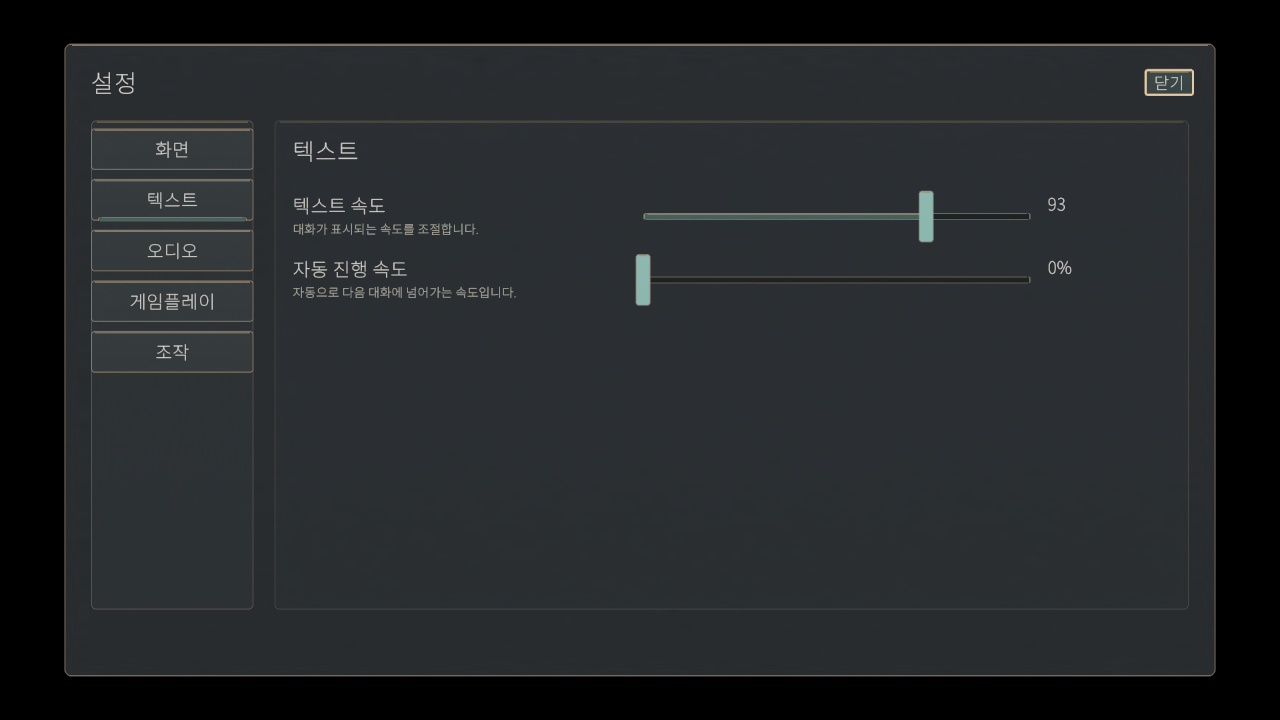 설정
닫기
화면
텍스트
오디오
게임플레이
조작
텍스트
텍스트 속도
93
대화가 표시되는 속도를 조절합니다.
자동 진행 속도
0%
자동으로 다음 대화에 넘어가는 속도입니다.